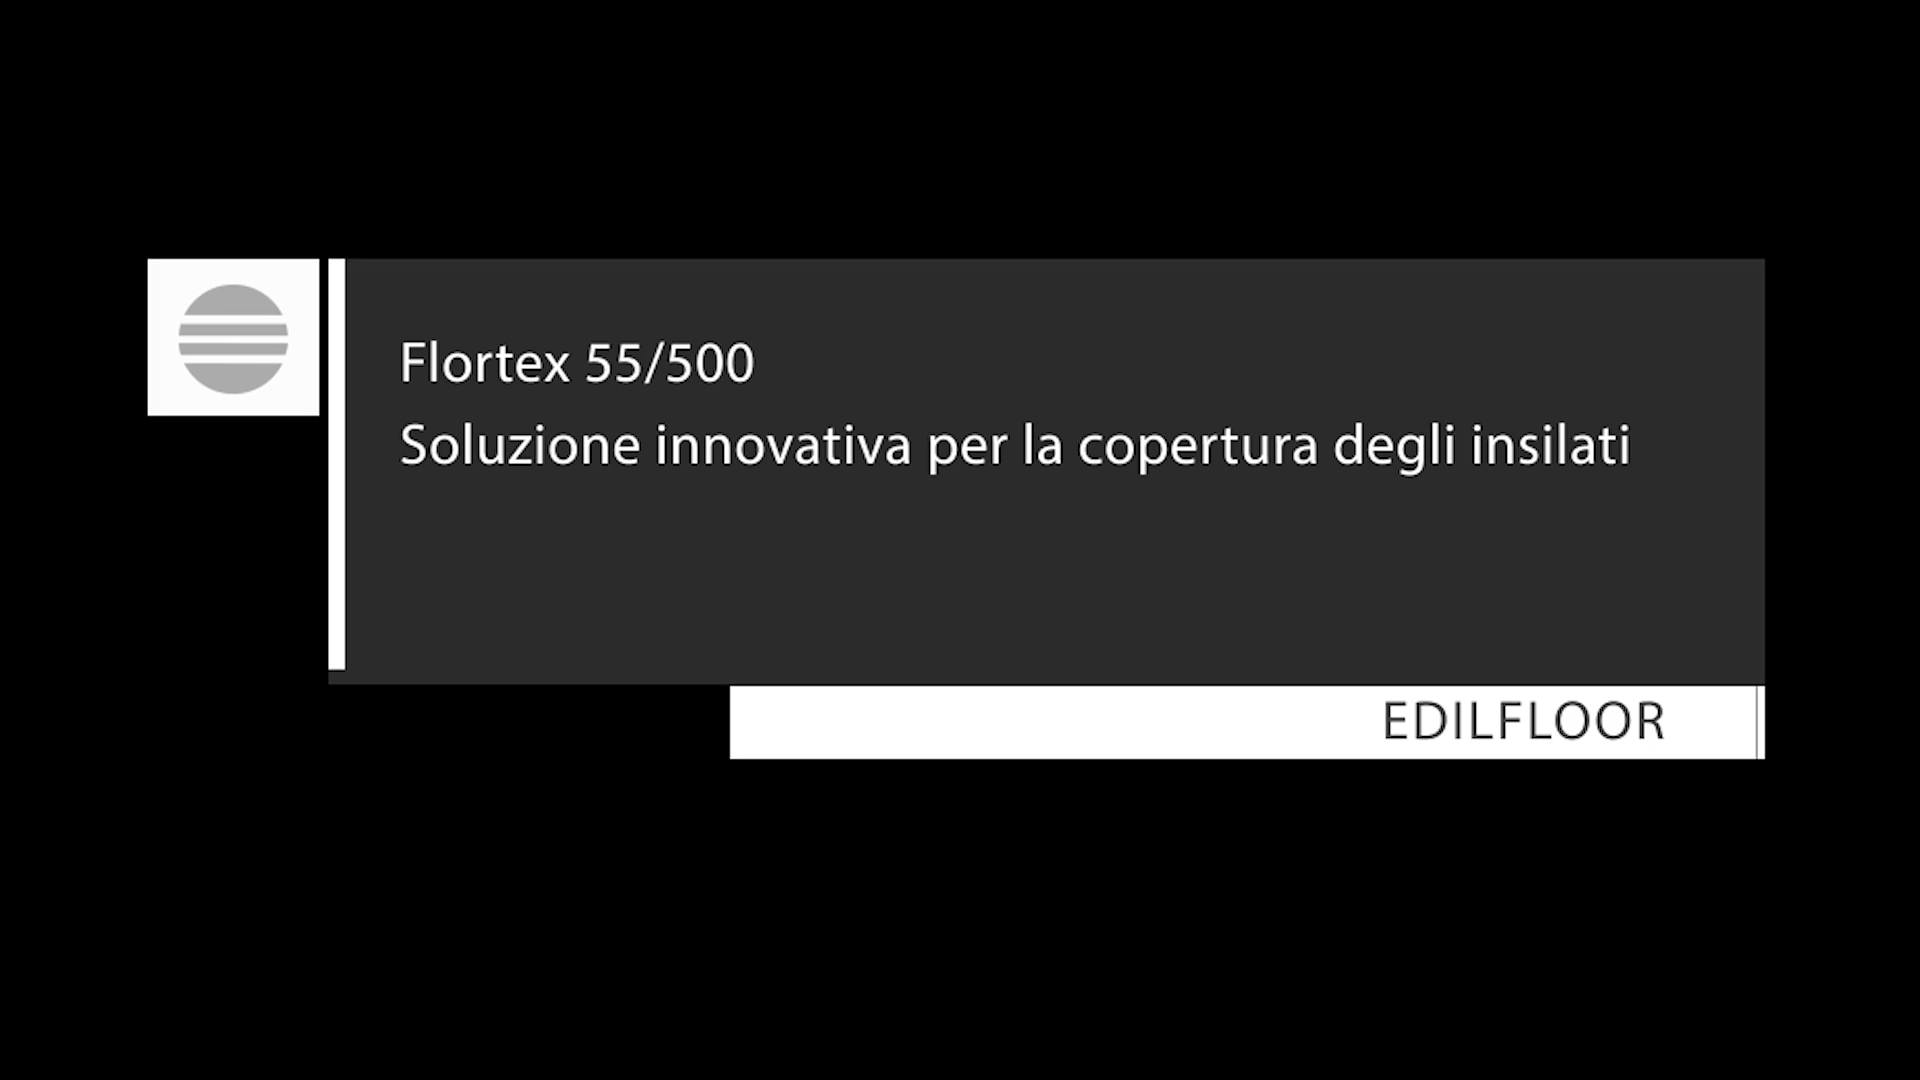 Flortex 55/500
Soluzione innovativa per la copertura degli insilati
EDILFLOOR